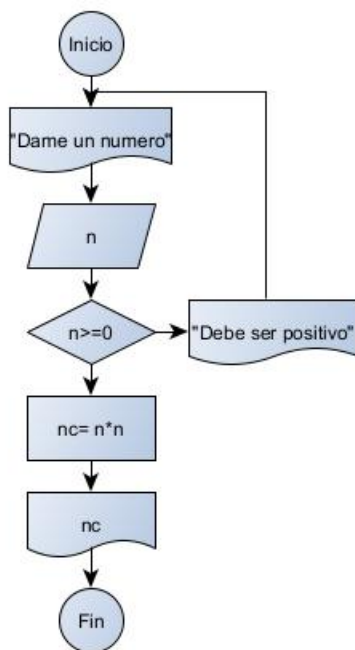 Inicio
"Dame un numero"
n
n>=0
"Debe ser positivo"
nc= n*n
nc
Fin